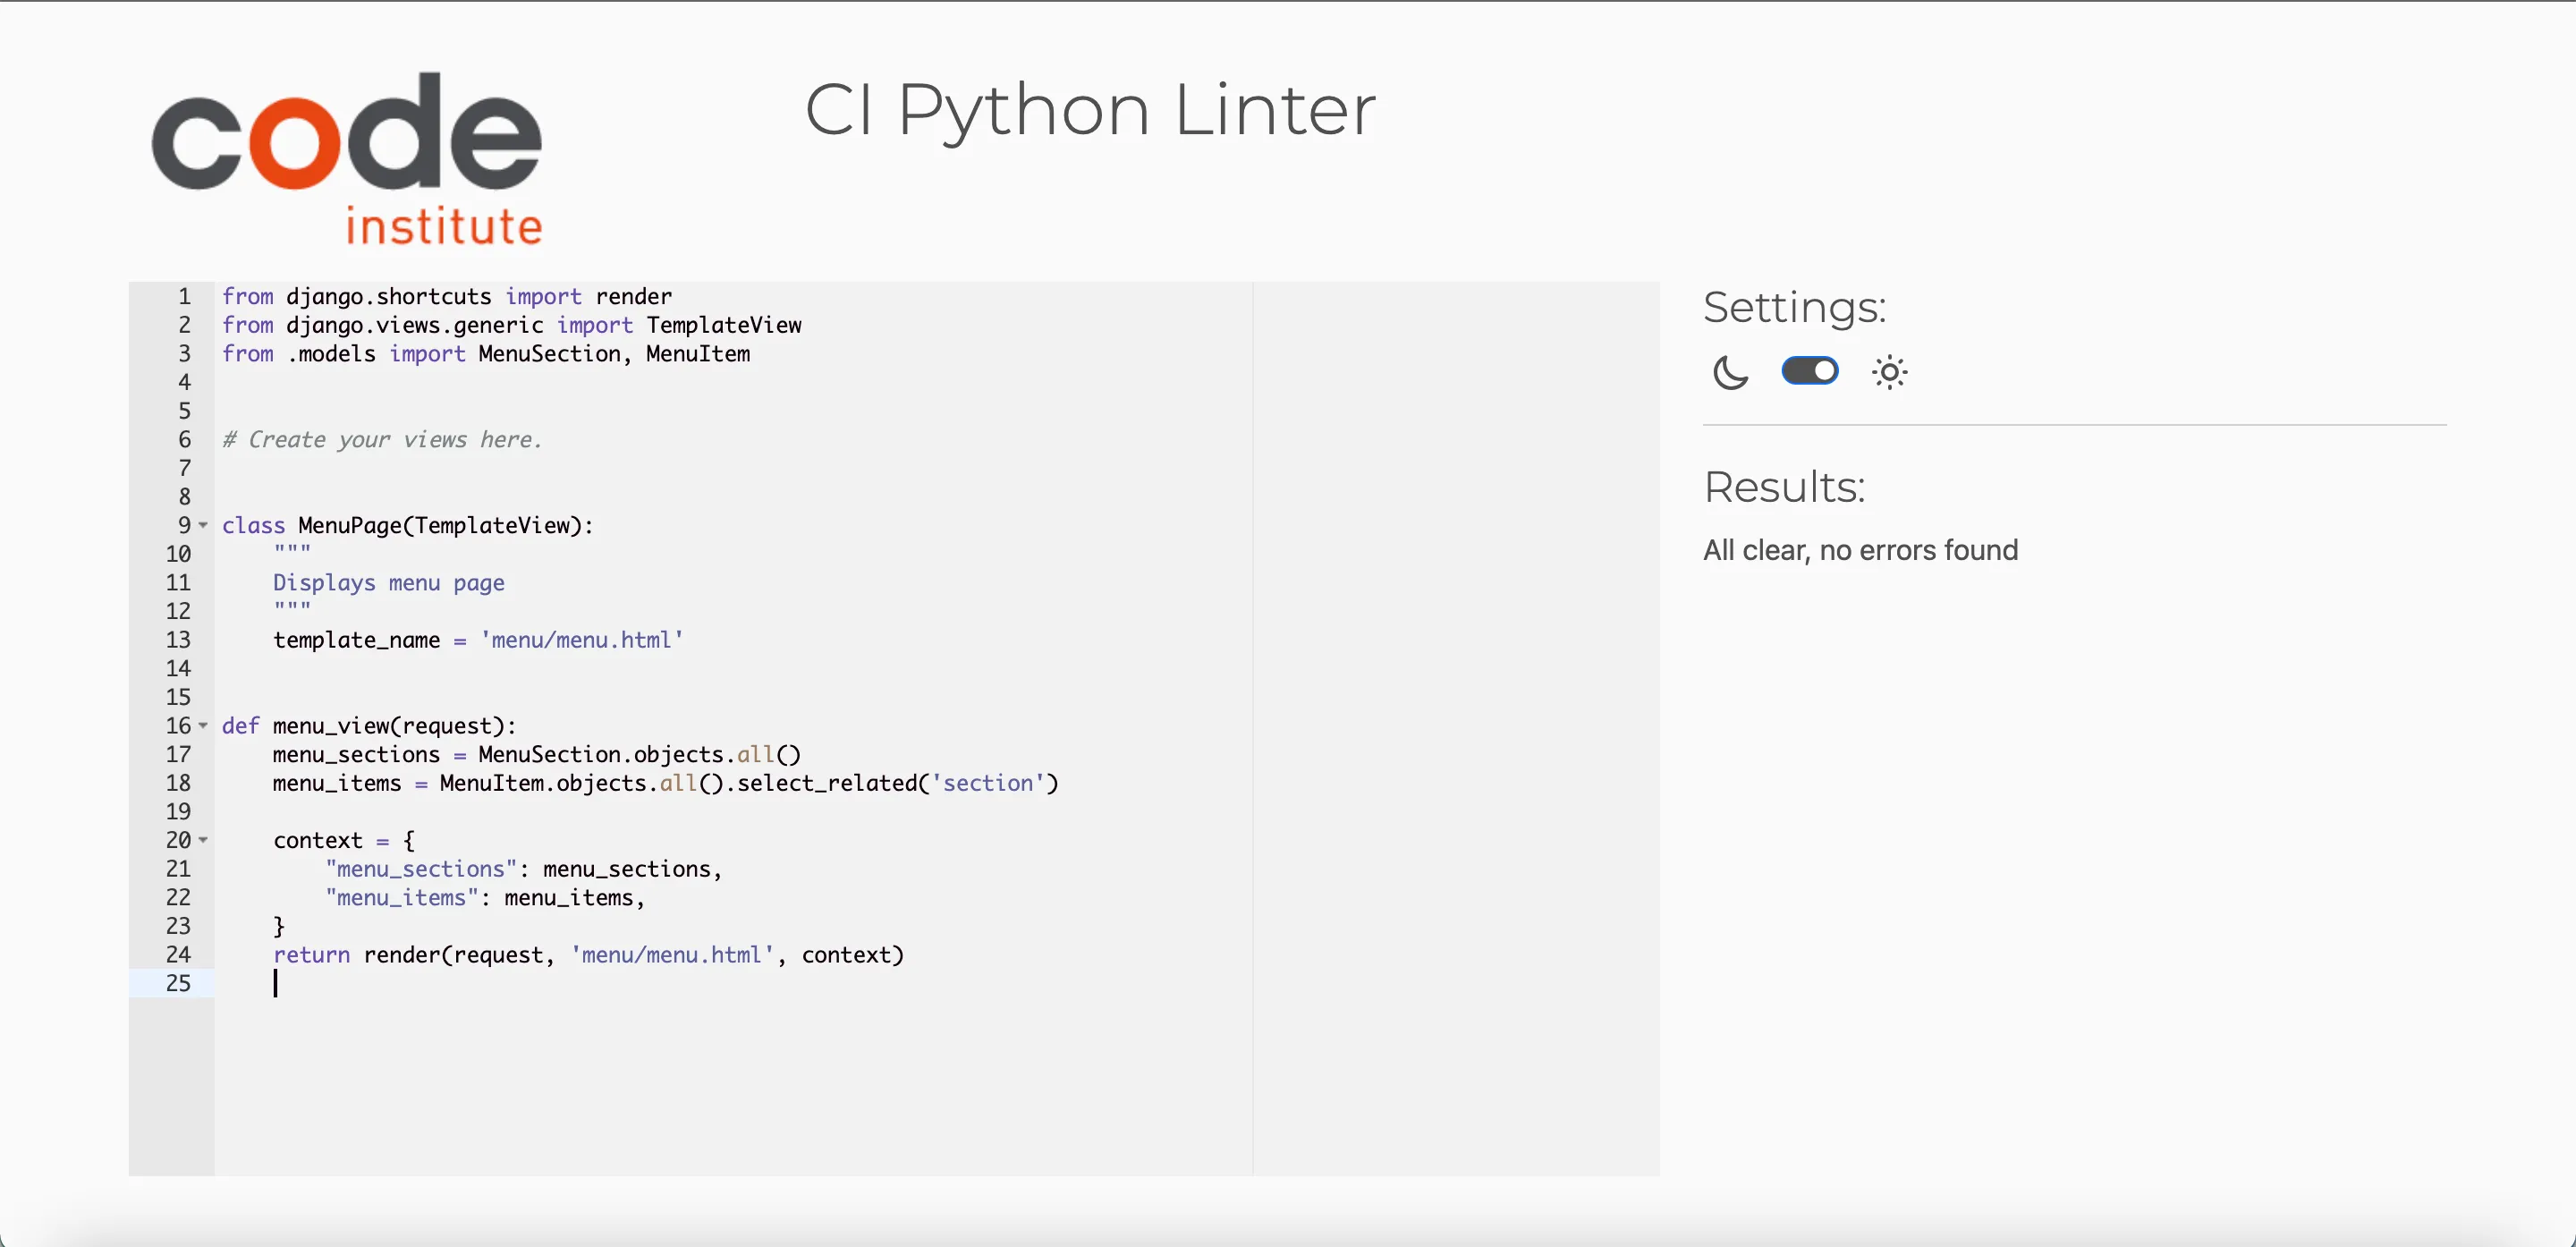 code
institute
CI Python Linter
1 from django.shortcuts import render
2 from django.views.generic import TemplateView
3 from .models import MenuSection, MenuItem
4
5
6 # Create your views here.
7
8
9 class MenuPage(TemplateView):
10     """
11     Displays menu page
12     """
13     template_name = 'menu/menu.html'
14
15
16 def menu_view(request):
17     menu_sections = MenuSection.objects.all()
18     menu_items = MenuItem.objects.all().select_related('section')
19
20     context = {
21         "menu_sections": menu_sections,
22         "menu_items": menu_items,
23     }
24     return render(request, 'menu/menu.html', context)
25
Settings:
Results:
All clear, no errors found